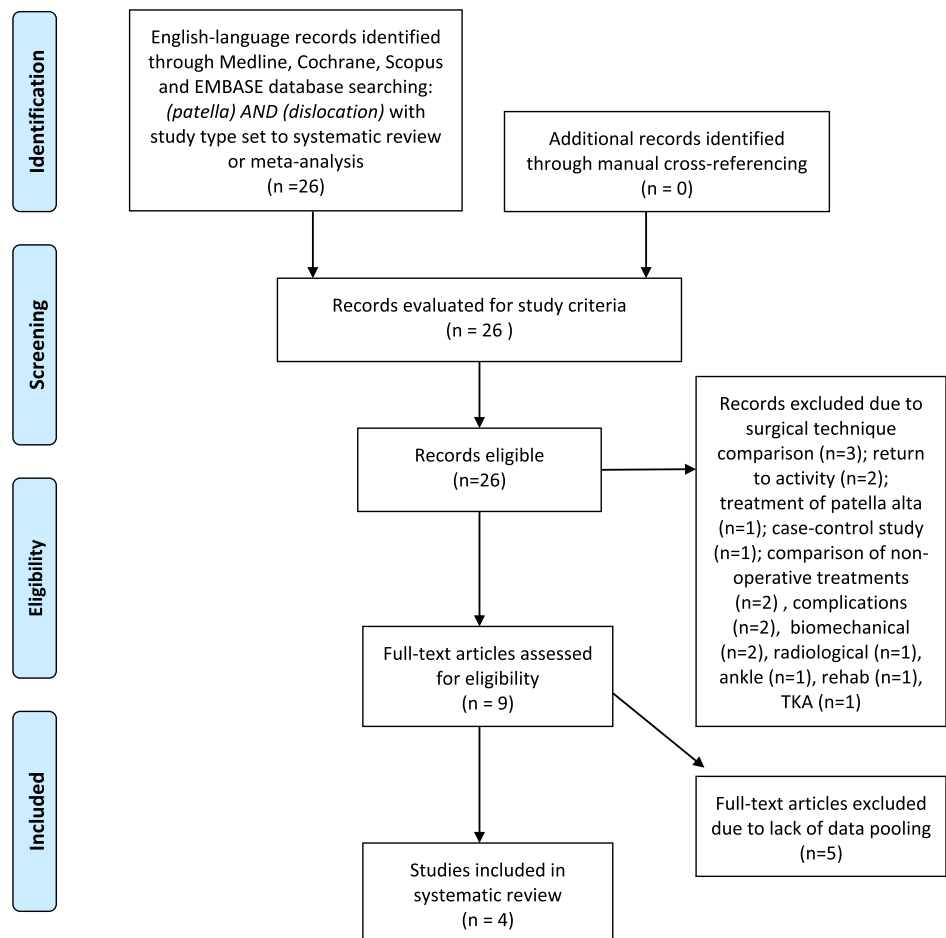 Identification
English-language records identified
through Medline, Cochrane, Scopus
and EMBASE database searching:
(patella) AND (dislocation) with
study type set to systematic review
or meta-analysis
(n =26)
Additional records identified
through manual cross-referencing
(n = 0)
Screening
Records evaluated for study criteria
(n = 26 )
Records eligible
(n=26)
Records excluded due to
surgical technique
comparison (n=3); return
to activity (n=2);
treatment of patella alta
(n=1); case-control study
(n=1); comparison of non-
operative treatments
(n=2) , complications
(n=2), biomechanical
(n=2), radiological (n=1),
ankle (n=1), rehab (n=1),
TKA (n=1)
Eligibility
Full-text articles assessed
for eligibility
(n = 9)
Full-text articles excluded
due to lack of data pooling
(n=5)
Included
Studies included in
systematic review
(n = 4)